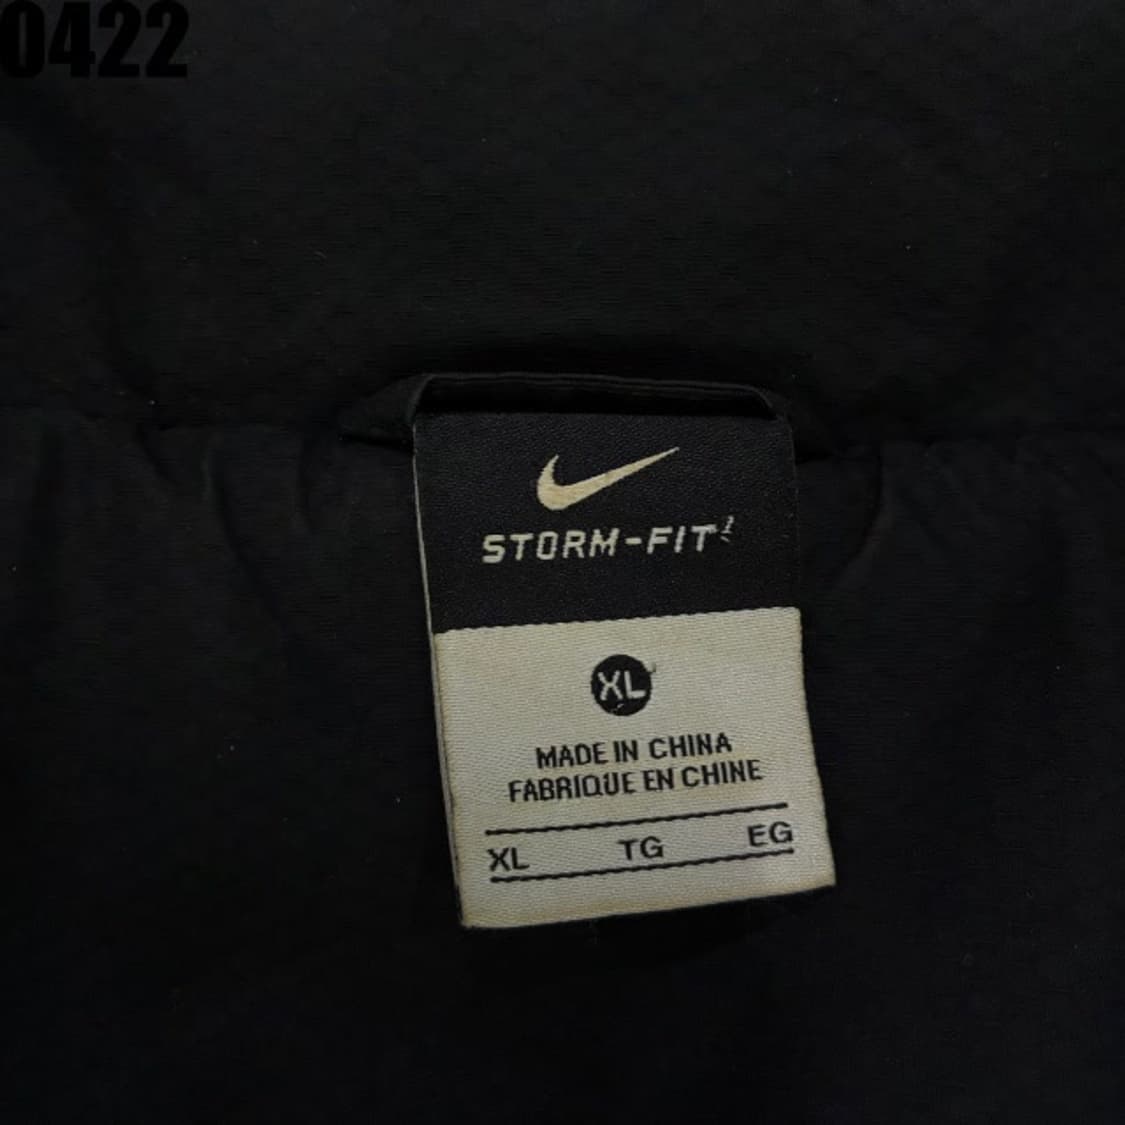 0422
STORM-FIT
XL
MADE IN CHINA
FABRIQUE EN CHINE
XL TG EG